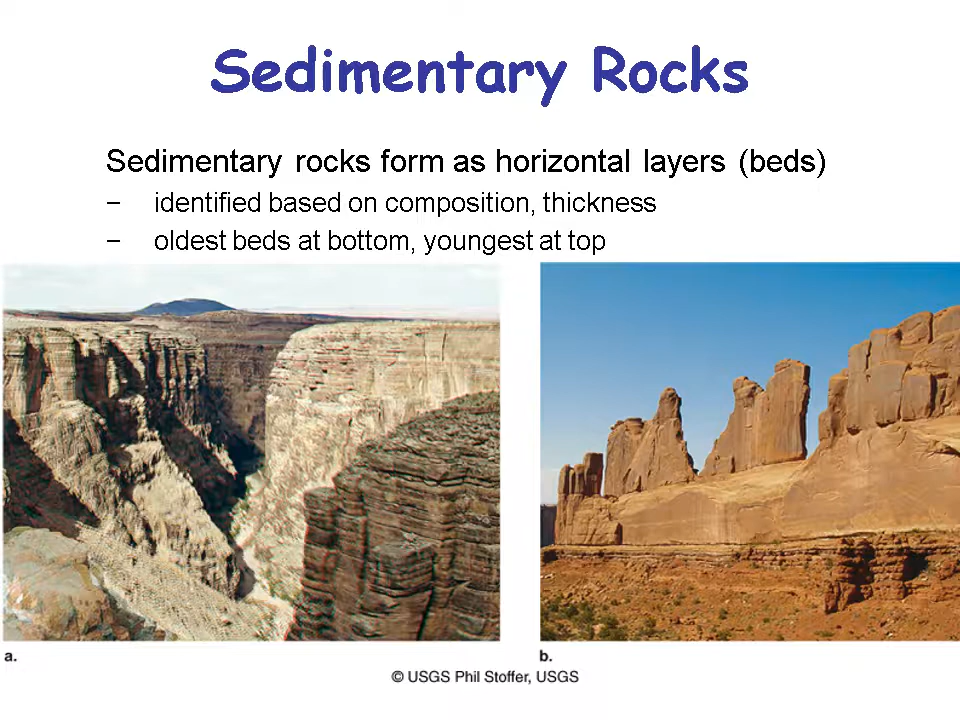 Sedimentary Rocks
Sedimentary rocks form as horizontal layers (beds)
− identified based on composition, thickness
− oldest beds at bottom, youngest at top
a.
b.
© USGS Phil Stoffer, USGS